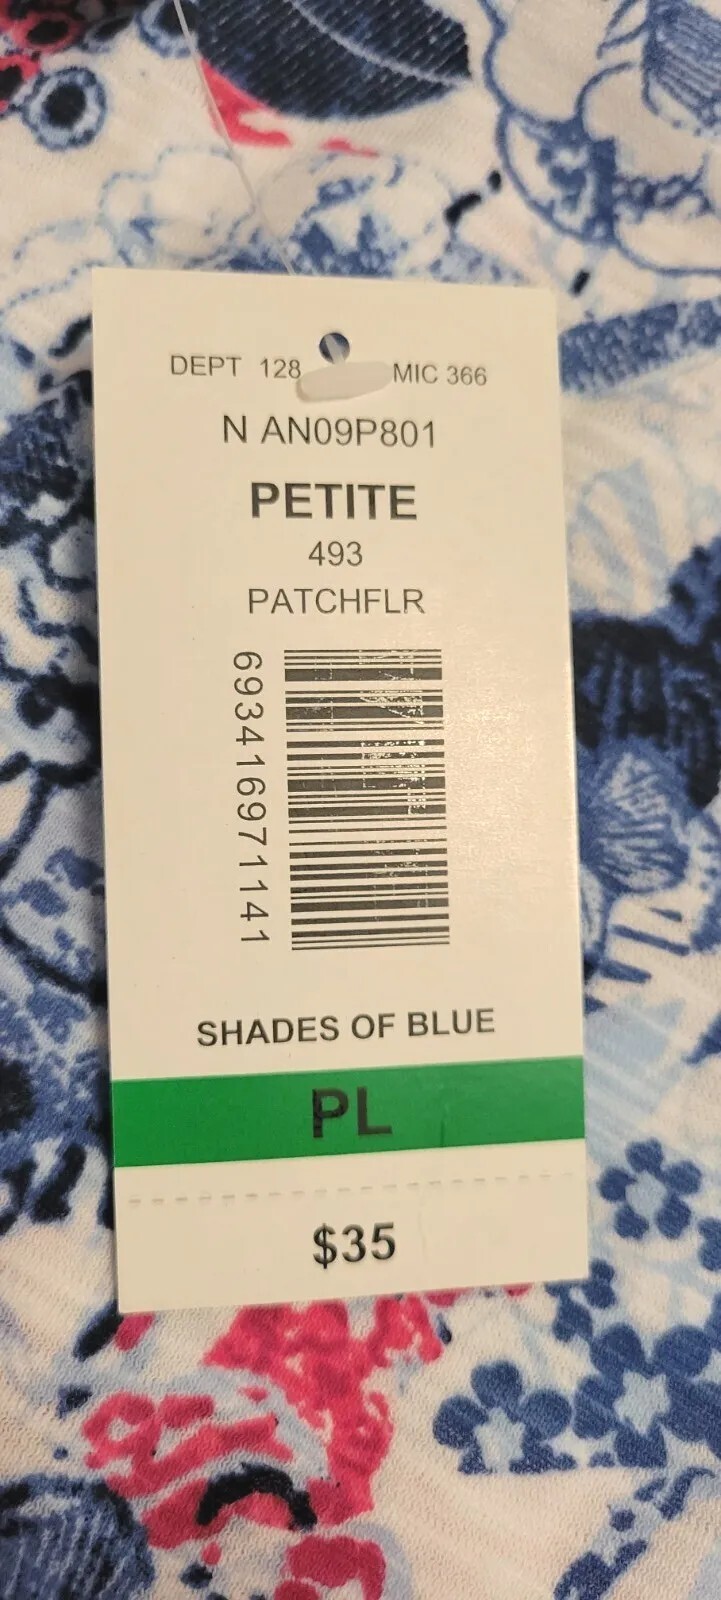 DEPT 128 MIC 366
N AN09P801
PETITE
493
PATCHFLR
693416971141
SHADES OF BLUE
PL
$35